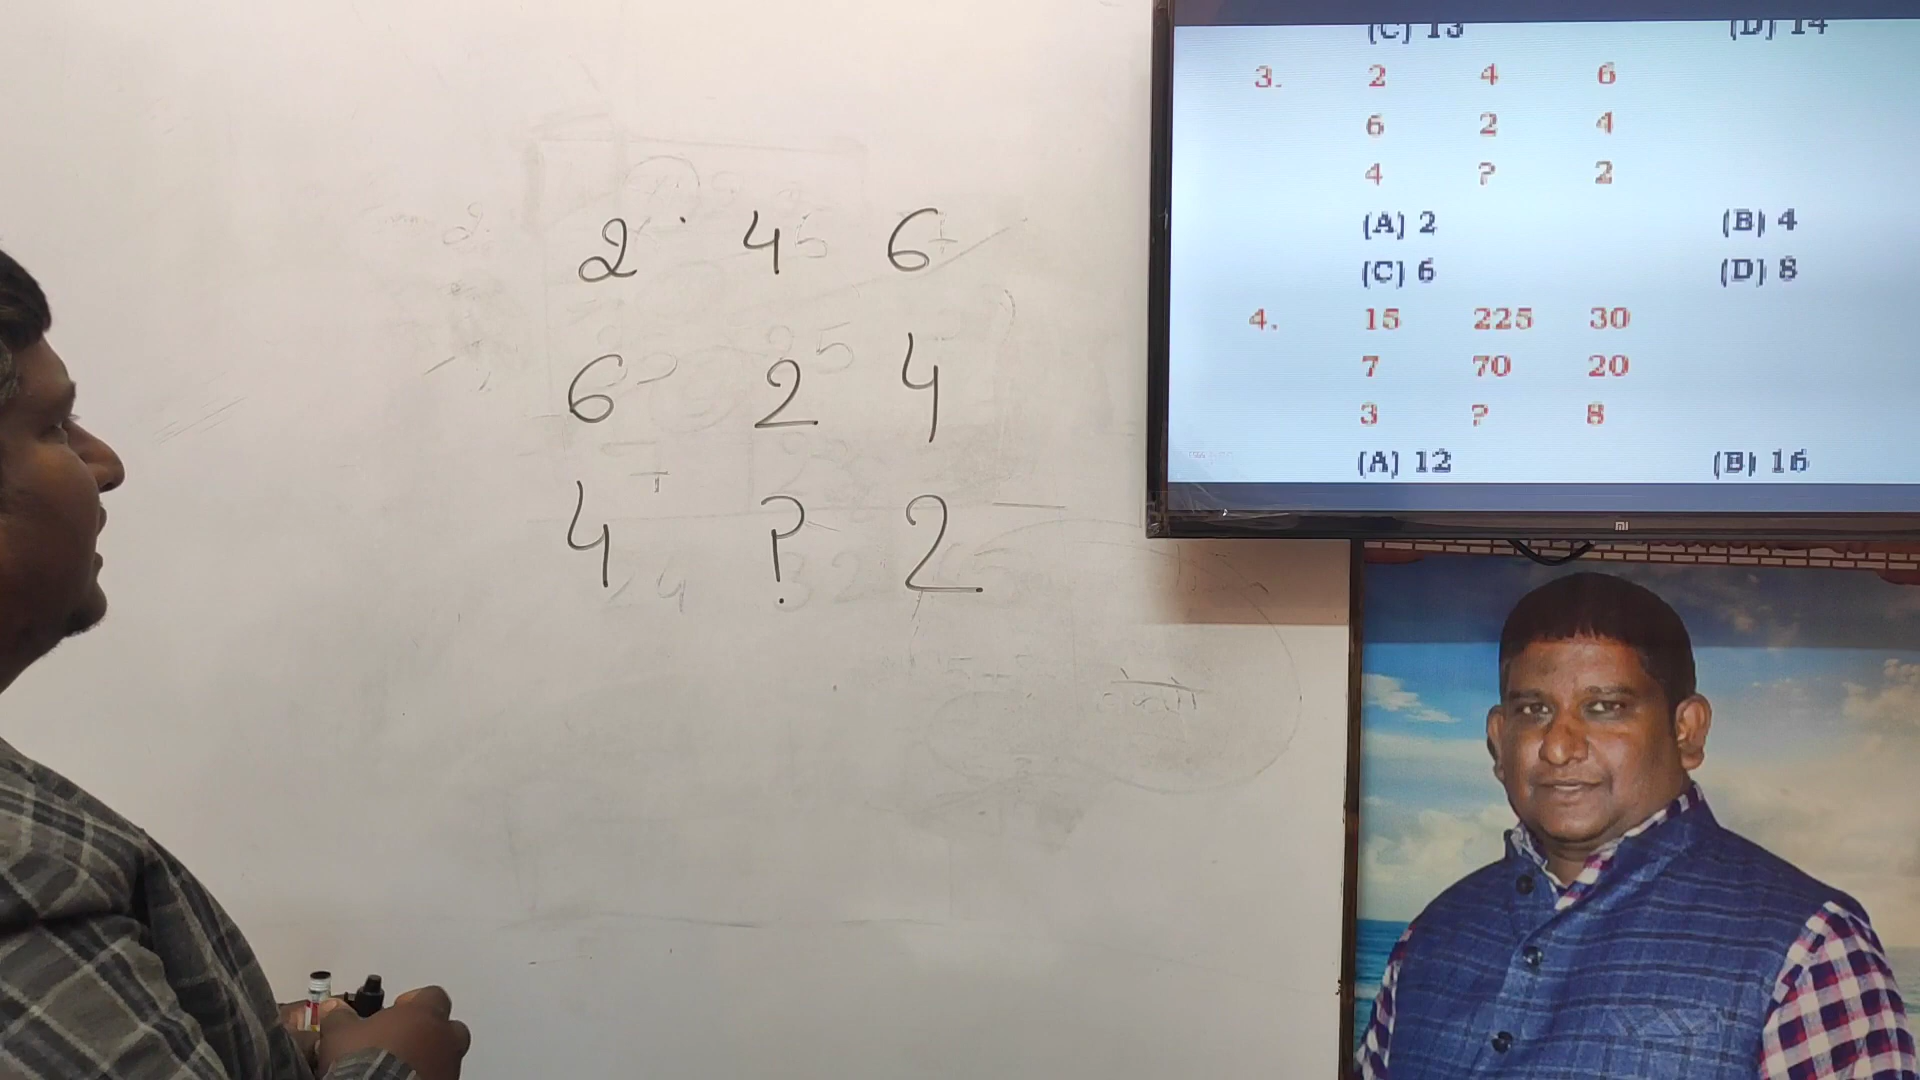 2 4 6
6 2 4
4 ? 2
(C) 13 (D) 14
3. 2 4 6
6 2 4
4 ? 2
(A) 2 (B) 4
(C) 6 (D) 8
4. 15 225 30
7 70 20
3 ? 8
(A) 12 (B) 16
mi